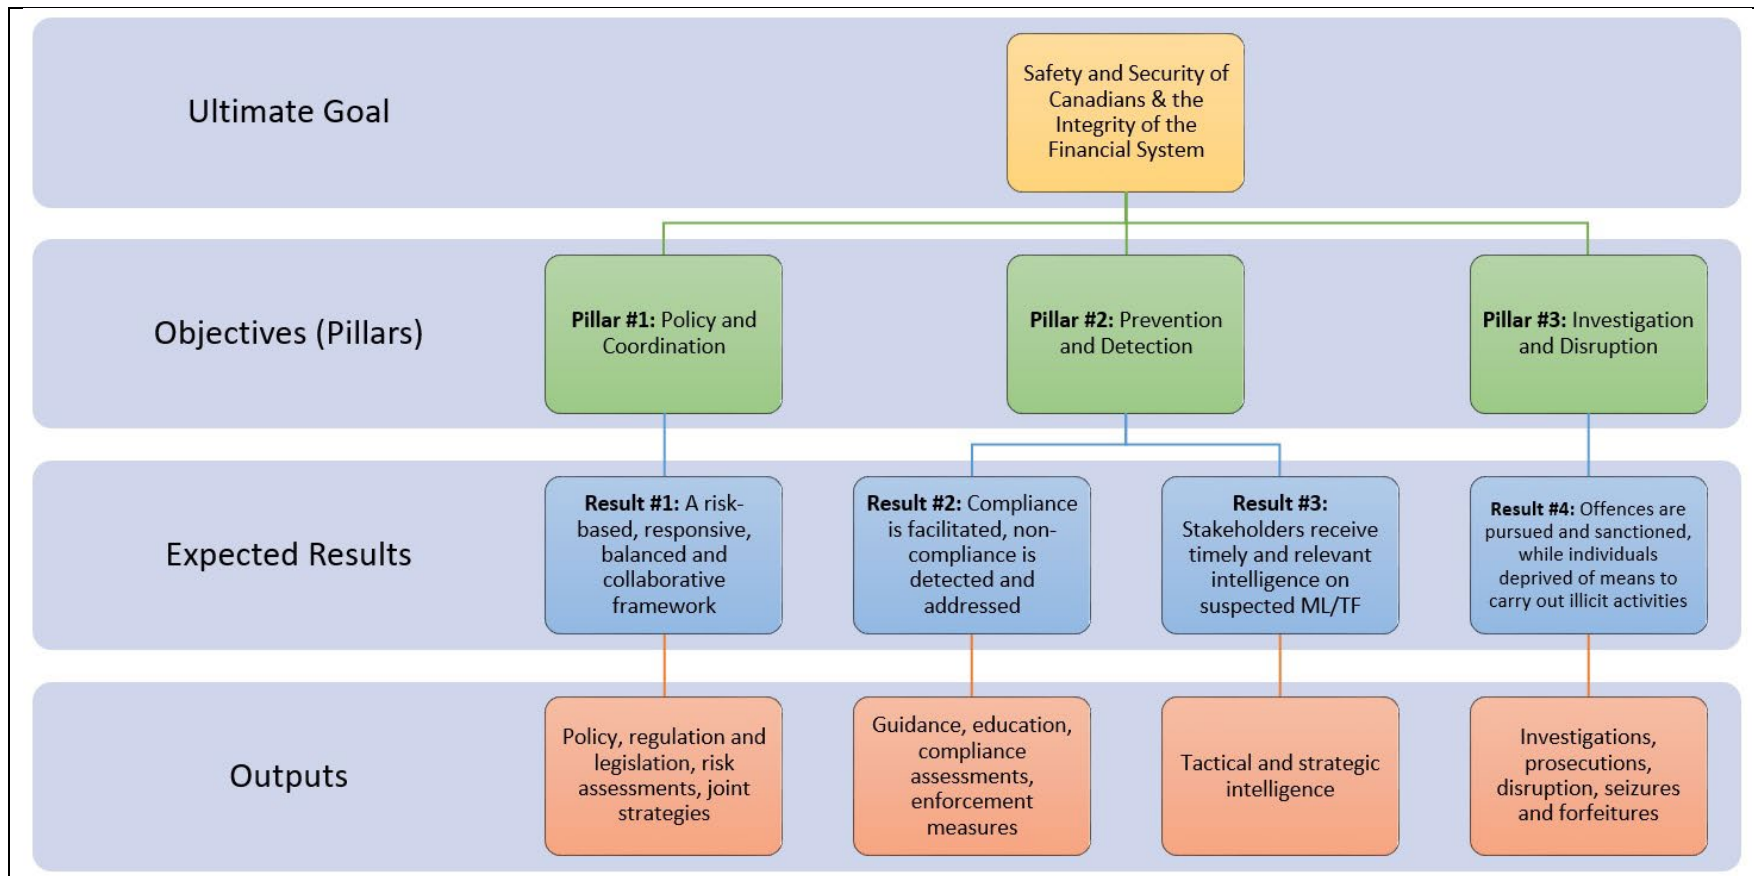 Ultimate Goal
Safety and Security of
Canadians & the
Integrity of the
Financial System
Objectives (Pillars)
Pillar #1: Policy and
Coordination
Pillar #2: Prevention
and Detection
Pillar #3: Investigation
and Disruption
Expected Results
Result #1: A risk-
based, responsive,
balanced and
collaborative
framework
Result #2: Compliance
is facilitated, non-
compliance is
detected and
addressed
Result #3:
Stakeholders receive
timely and relevant
intelligence on
suspected ML/TF
Result #4: Offences are
pursued and sanctioned,
while individuals
deprived of means to
carry out illicit activities
Outputs
Policy, regulation and
legislation, risk
assessments, joint
strategies
Guidance, education,
compliance
assessments,
enforcement
measures
Tactical and strategic
intelligence
Investigations,
prosecutions,
disruption, seizures
and forfeitures